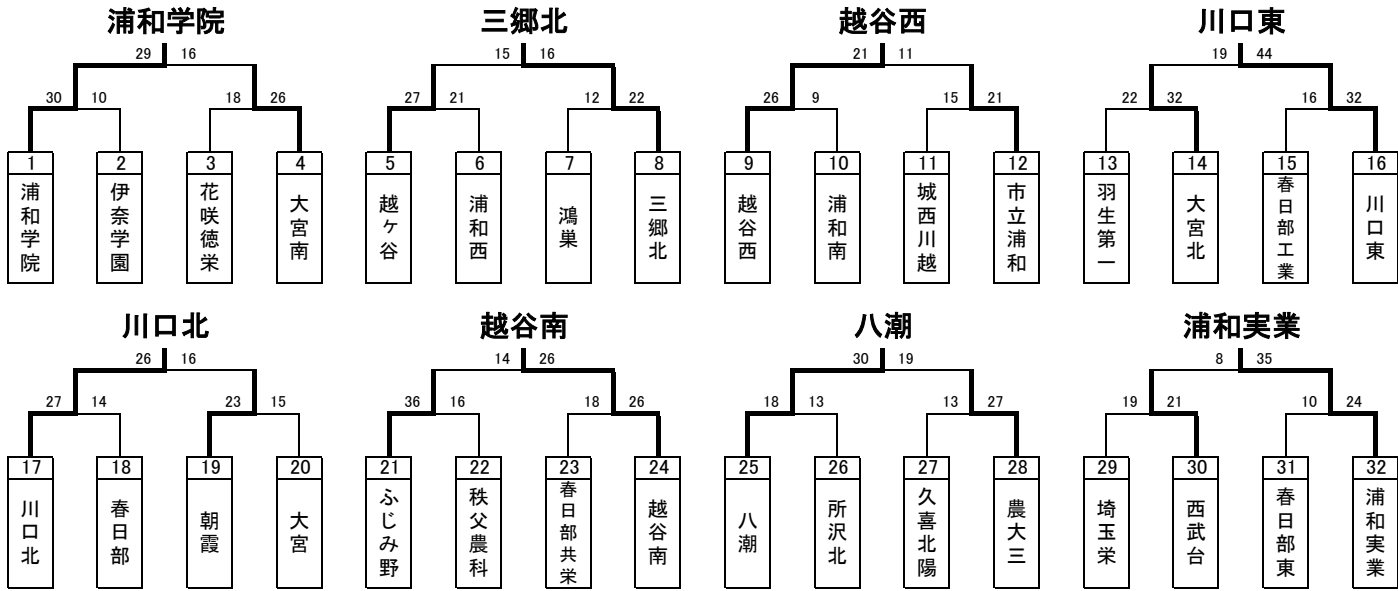 浦和学院 三郷北 越谷西 川口東
29 16 15 16 21 11 19 44
30 10 18 26 27 21 12 22 26 9 15 21 22 32 16 32
1 2 3 4 5 6 7 8 9 10 11 12 13 14 15 16
浦和学院
伊奈学園
花咲徳栄
大宮南
越ヶ谷
浦和西
鴻巣
三郷北
越谷西
浦和南
城西川越
市立浦和
羽生第一
大宮北
春日部工業
川口東
川口北 越谷南 八潮 浦和実業
26 16 14 26 30 19 8 35
27 14 23 15 36 16 18 26 18 13 13 27 19 21 10 24
17 18 19 20 21 22 23 24 25 26 27 28 29 30 31 32
川口北
春日部
朝霞
大宮
ふじみ野
秩父農科
春日部共栄
越谷南
八潮
所沢北
久喜北陽
農大三
埼玉栄
西武台
春日部東
浦和実業